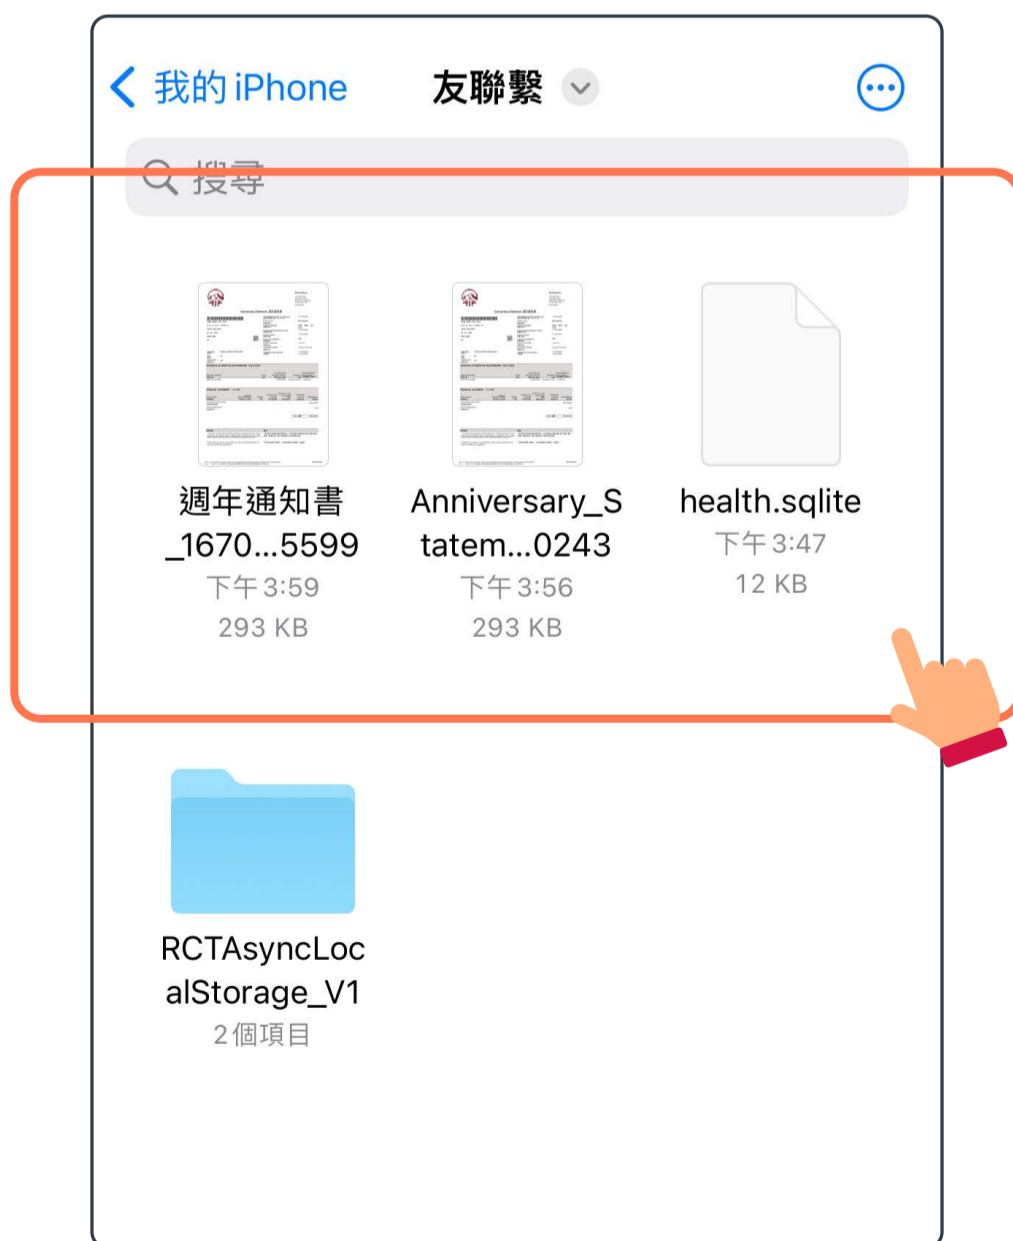 我的 iPhone
友聯繫
搜尋
週年通知書
_1670...5599
下午 3:59
293 KB
Anniversary_S
tatem...0243
下午 3:56
293 KB
health.sqlite
下午 3:47
12 KB
RCTAsyncLoc
alStorage_V1
2 個項目